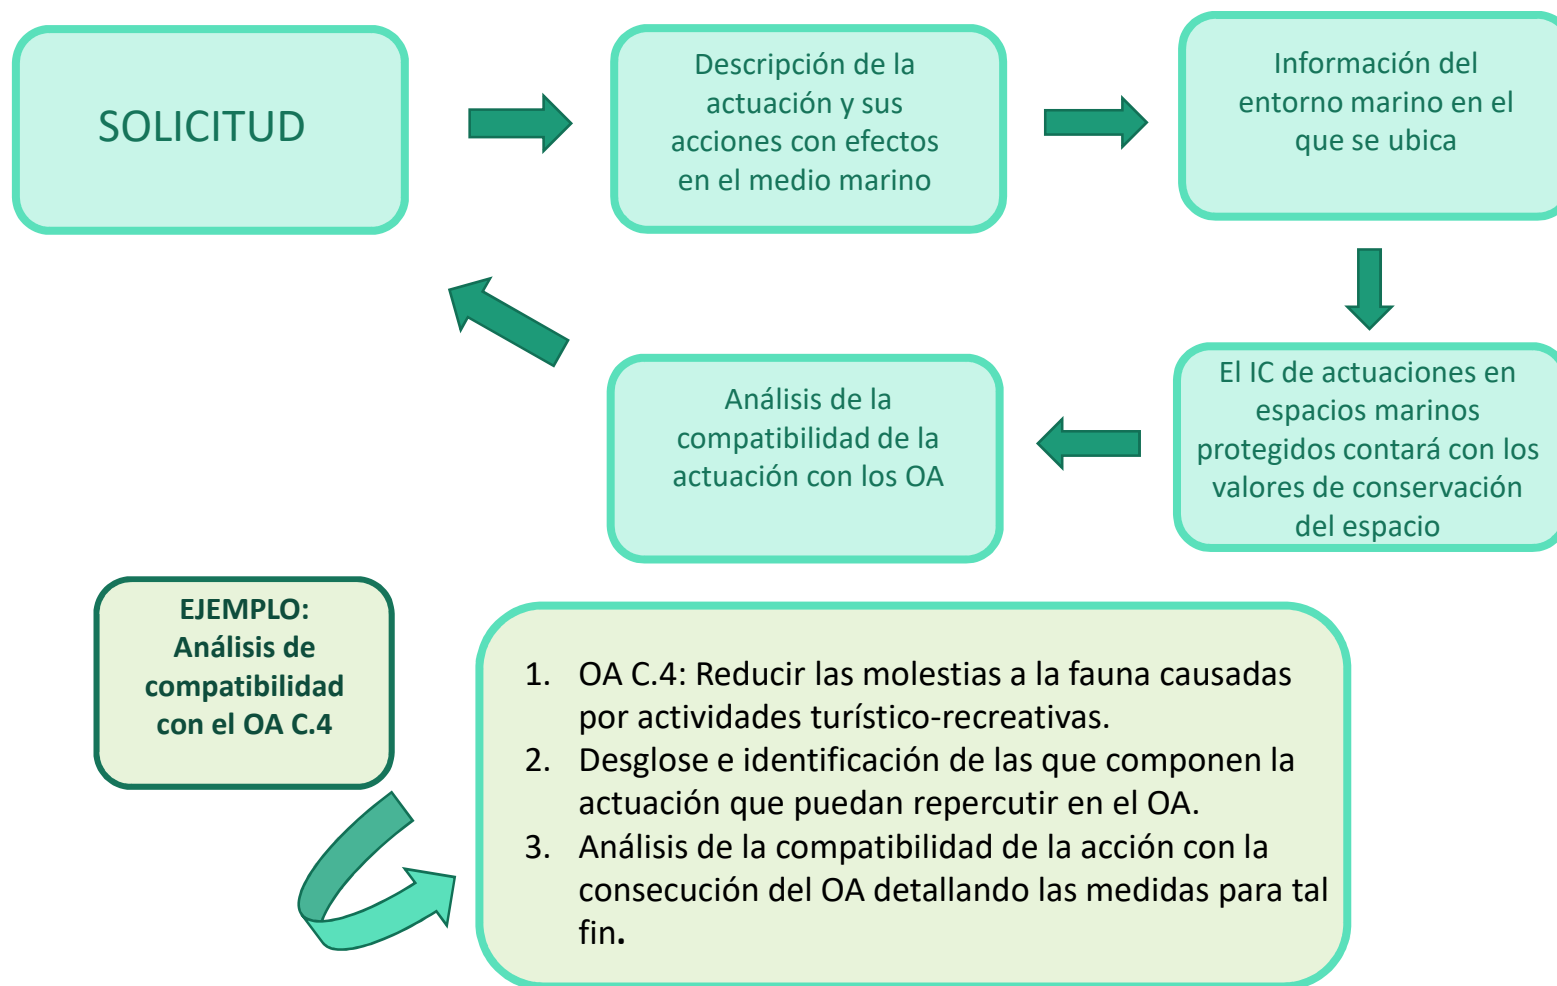 SOLICITUD
Descripción de la
actuación y sus
acciones con efectos
en el medio marino
Información del
entorno marino en el
que se ubica
El IC de actuaciones en
espacios marinos
protegidos contará con los
valores de conservación
del espacio
Análisis de la
compatibilidad de la
actuación con los OA
EJEMPLO:
Análisis de
compatibilidad
con el OA C.4
1. OA C.4: Reducir las molestias a la fauna causadas
por actividades turístico-recreativas.
2. Desglose e identificación de las que componen la
actuación que puedan repercutir en el OA.
3. Análisis de la compatibilidad de la acción con la
consecución del OA detallando las medidas para tal
fin.